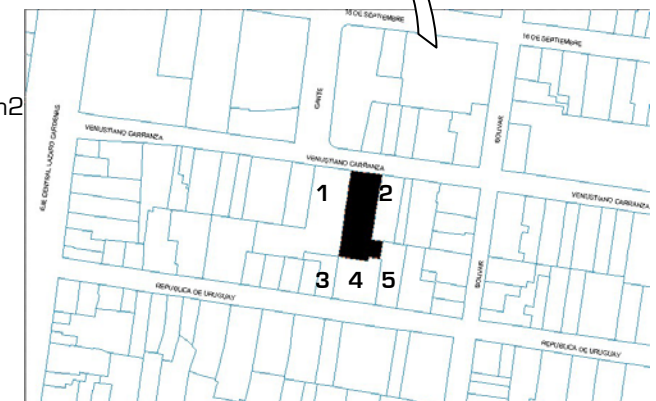 16 DE SEPTIEMBRE
16 DE SEPTIEMBRE
m2
GANTE
BOLIVAR
EJE CENTRAL LAZARO CARDENAS
VENUSTIANO CARRANZA
VENUSTIANO CARRANZA
VENUSTIANO CARRANZA
1 2
BOLIVAR
3 4 5
REPUBLICA DE URUGUAY
REPUBLICA DE URUGUAY